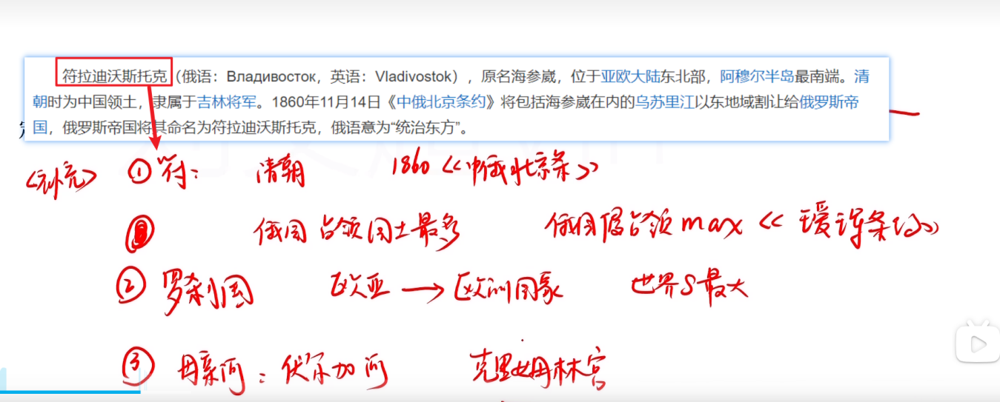 符拉迪沃斯托克（俄语：Владивосток，英语：Vladivostok），原名海参崴，位于亚欧大陆东北部，阿穆尔半岛最南端。清
朝时为中国领土，隶属于吉林将军。1860年11月14日《中俄北京条约》将包括海参崴在内的乌苏里江以东地域割让给俄罗斯帝
国，俄罗斯帝国将其命名为符拉迪沃斯托克，俄语意为“统治东方”。
<补充> ①符： 清朝 1860《中俄北京条》
俄国占领国土最多 俄国侵占领max《瑷珲条约》
②罗刹国 欧亚→欧洲国家 世界S最大
③母亲河：伏尔加河 克里姆林宫